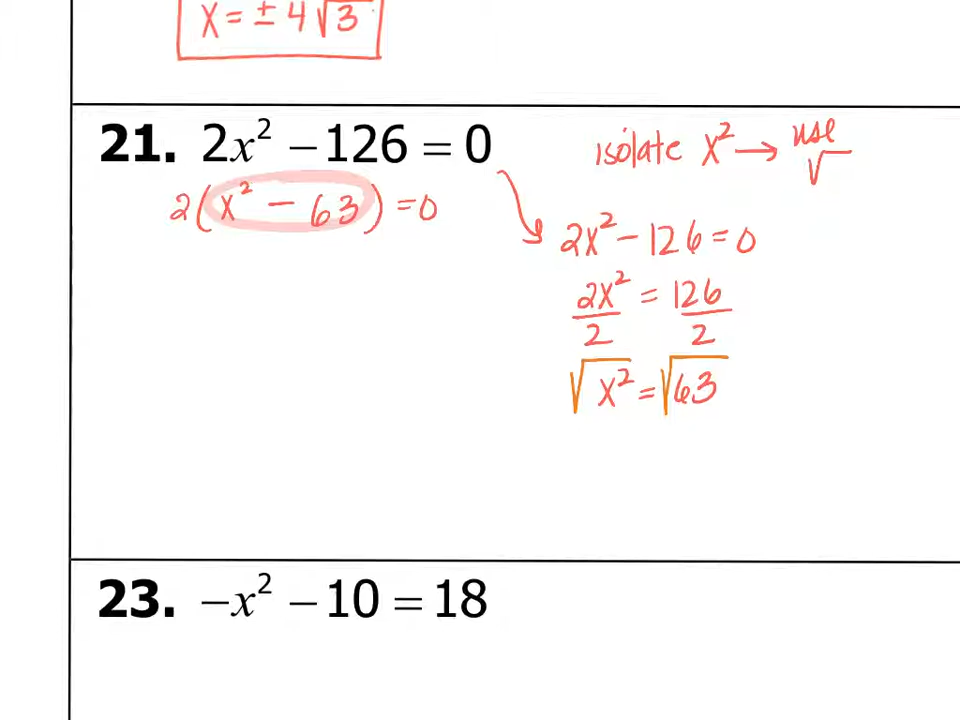 x = ± 4 √3
21. 2x² − 126 = 0
isolate x² → use √
2(x² − 63) = 0
2x² − 126 = 0
2x² = 126
2 2
√x² = √63
23. −x² − 10 = 18